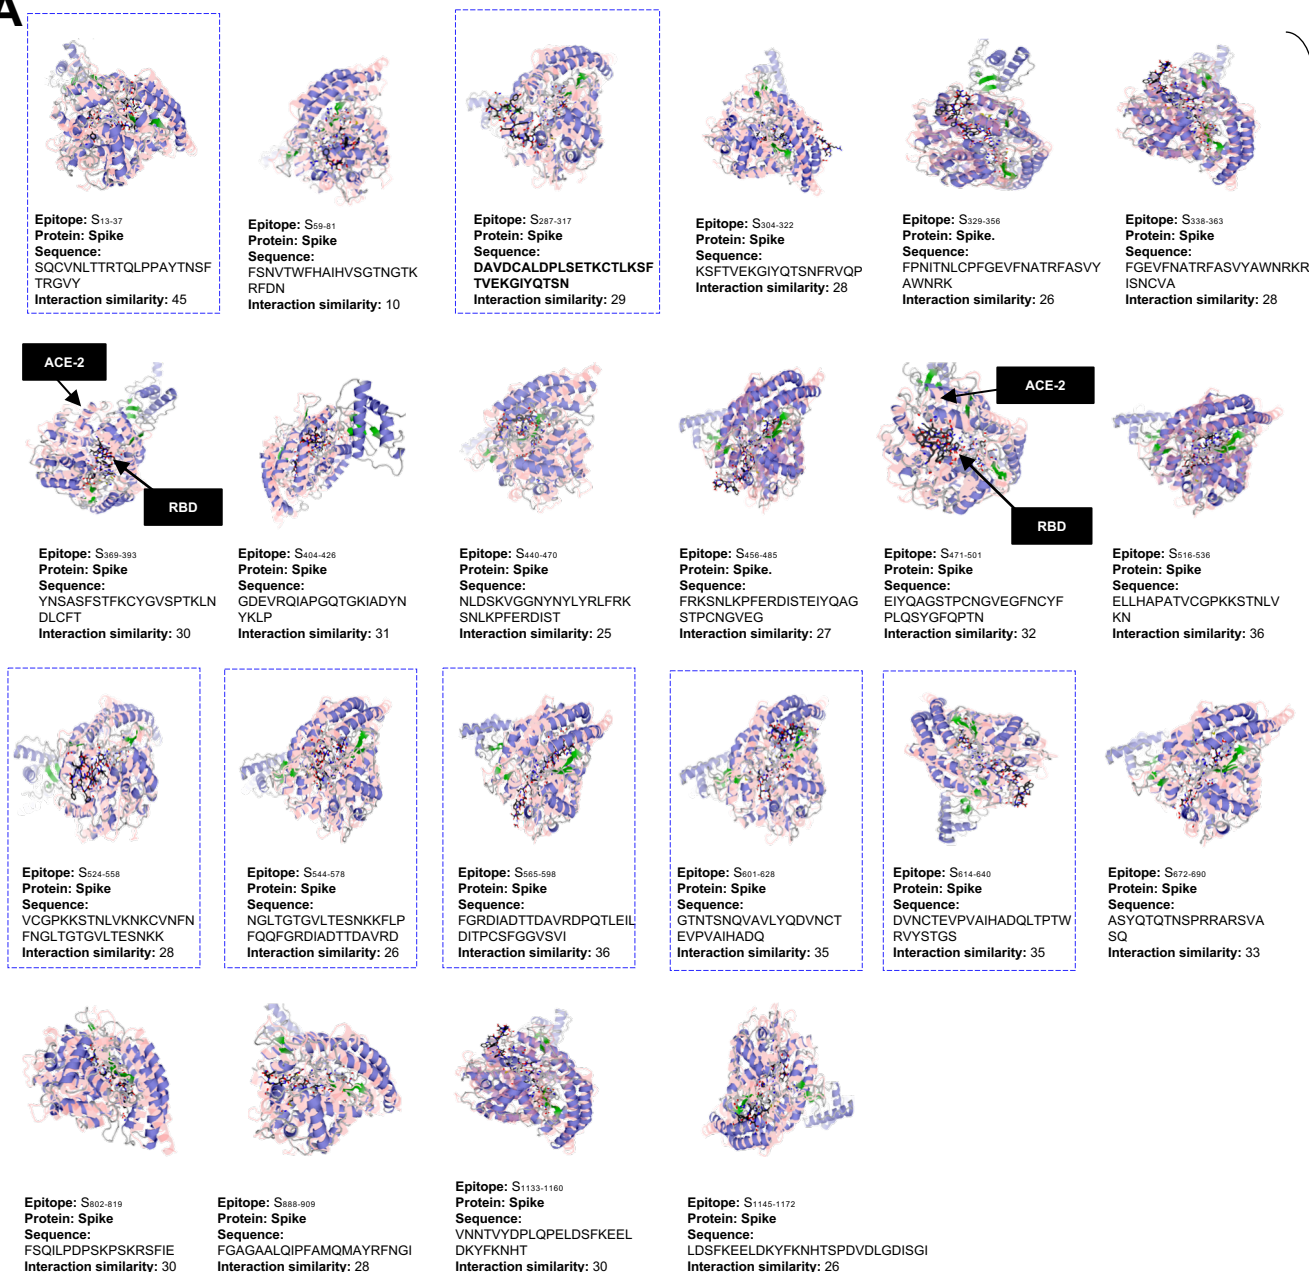 A
Epitope: S13-37
Protein: Spike
Sequence:
SQCVNLTTRTQLPPAYTNSF
TRGVY
Interaction similarity: 45
Epitope: S59-81
Protein: Spike
Sequence:
FSNVTWFHAIHVSGTNGTK
RFDN
Interaction similarity: 10
Epitope: S287-317
Protein: Spike
Sequence:
DAVDCALDPLSETKCTLKSF
TVEKGIYQTSN
Interaction similarity: 29
Epitope: S304-322
Protein: Spike
Sequence:
KSFTVEKGIYQTSNFRVQP
Interaction similarity: 28
Epitope: S329-356
Protein: Spike.
Sequence:
FPNITNLCPFGEVFNATRFASVY
AWNRK
Interaction similarity: 26
Epitope: S338-363
Protein: Spike
Sequence:
FGEVFNATRFASVYAWNRKR
ISNCVA
Interaction similarity: 28
ACE-2
RBD
Epitope: S369-393
Protein: Spike
Sequence:
YNSASFSTFKCYGVSPTKLN
DLCFT
Interaction similarity: 30
Epitope: S404-426
Protein: Spike
Sequence:
GDEVRQIAPGQTGKIADYN
YKLP
Interaction similarity: 31
Epitope: S440-470
Protein: Spike
Sequence:
NLDSKVGGNYNYLYRLFRK
SNLKPFERDIST
Interaction similarity: 25
Epitope: S456-485
Protein: Spike.
Sequence:
FRKSNLKPFERDISTEIYQAG
STPCNGVEG
Interaction similarity: 27
ACE-2
RBD
Epitope: S471-501
Protein: Spike
Sequence:
EIYQAGSTPCNGVEGFNCYF
PLQSYGFQPTN
Interaction similarity: 32
Epitope: S516-536
Protein: Spike
Sequence:
ELLHAPATVCGPKKSTNLV
KN
Interaction similarity: 36
Epitope: S524-558
Protein: Spike
Sequence:
VCGPKKSTNLVKNKCVNFN
FNGLTGTGVLTESNKK
Interaction similarity: 28
Epitope: S544-578
Protein: Spike
Sequence:
NGLTGTGVLTESNKKFLP
FQQFGRDIADTTDAVRD
Interaction similarity: 26
Epitope: S565-598
Protein: Spike
Sequence:
FGRDIADTTDAVRDPQTLEIL
DITPCSFGGVSVI
Interaction similarity: 36
Epitope: S601-628
Protein: Spike
Sequence:
GTNTSNQVAVLYQDVNCT
EVPVAIHADQ
Interaction similarity: 35
Epitope: S614-640
Protein: Spike
Sequence:
DVNCTEVPVAIHADQLTPTW
RVYSTGS
Interaction similarity: 35
Epitope: S672-690
Protein: Spike
Sequence:
ASYQTQTNSPRRARSVA
SQ
Interaction similarity: 33
Epitope: S802-819
Protein: Spike
Sequence:
FSQILPDPSKPSKRSFIE
Interaction similarity: 30
Epitope: S888-909
Protein: Spike
Sequence:
FGAGAALQIPFAMQMAYRFNGI
Interaction similarity: 28
Epitope: S1133-1160
Protein: Spike
Sequence:
VNNTVYDPLQPELDSFKEEL
DKYFKNHT
Interaction similarity: 30
Epitope: S1145-1172
Protein: Spike
Sequence:
LDSFKEELDKYFKNHTSPDVDLGDISGI
Interaction similarity: 26